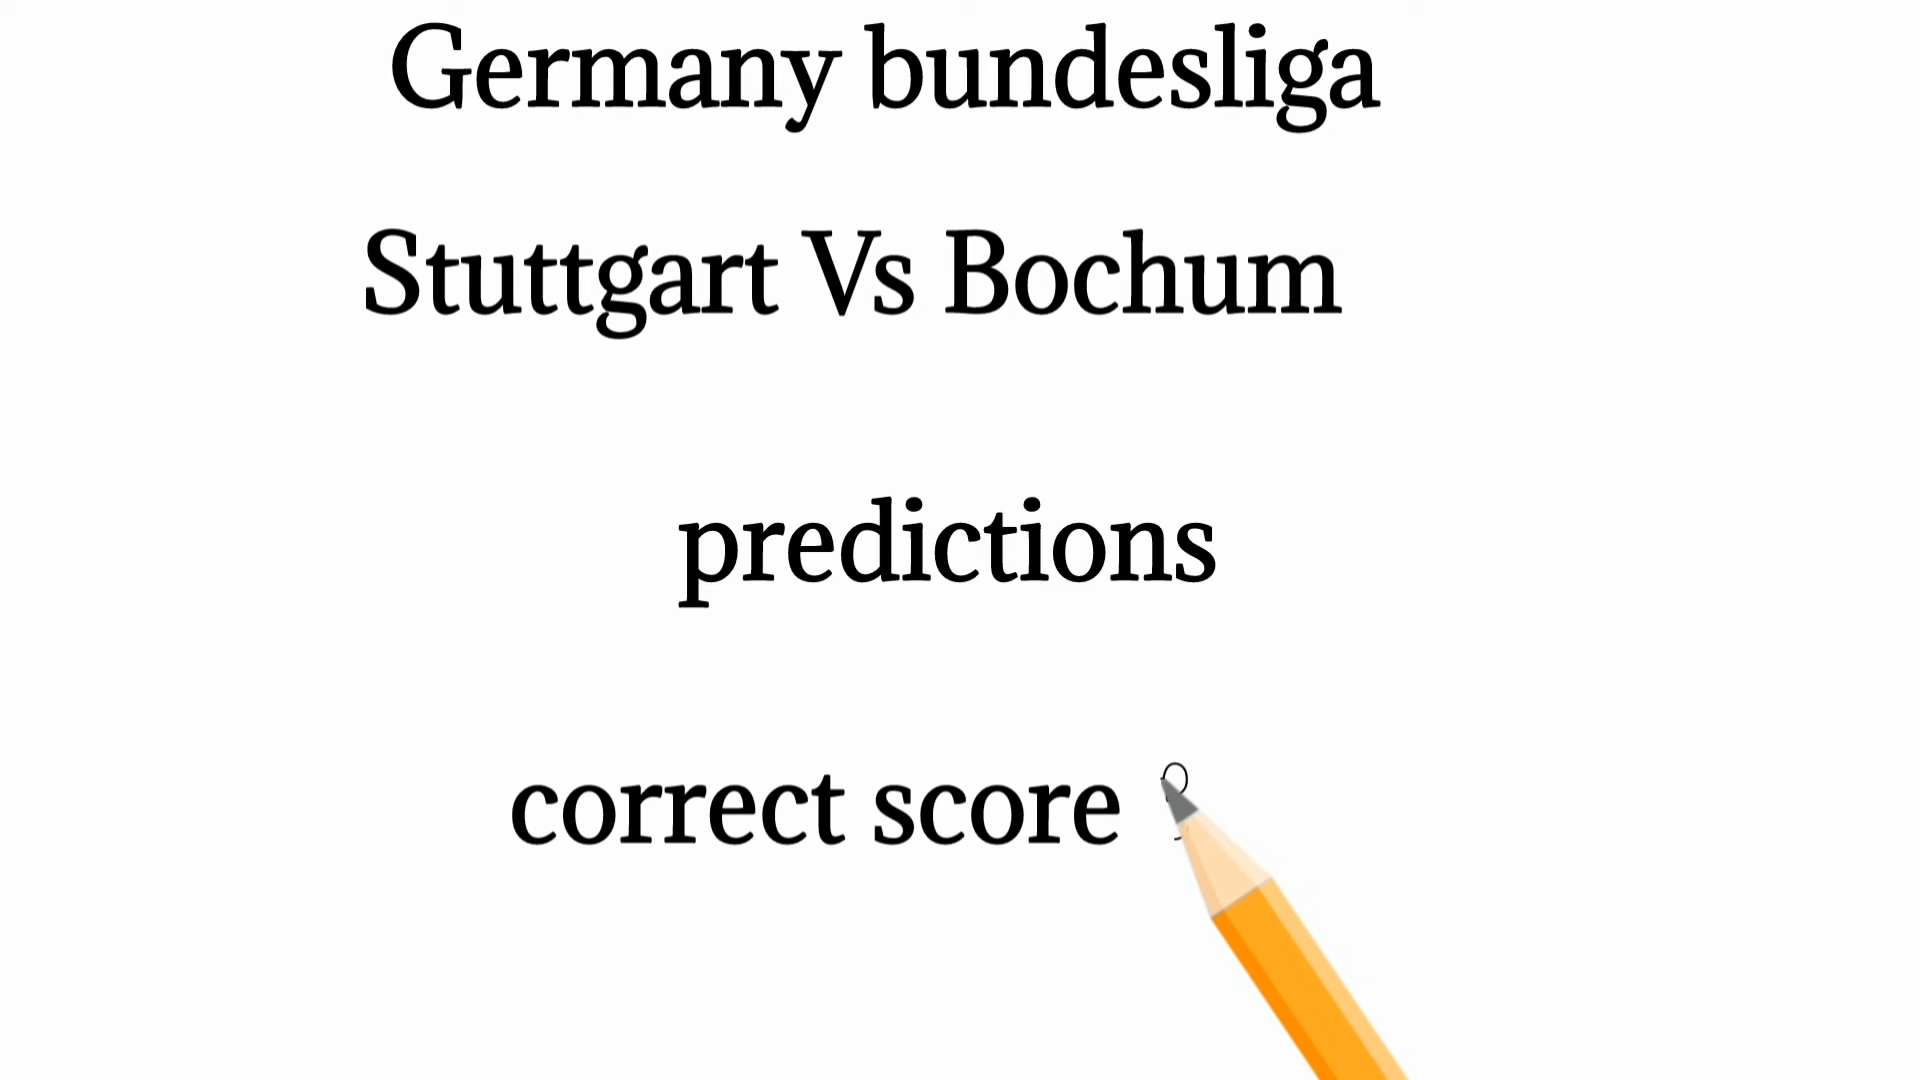 Germany bundesliga
Stuttgart Vs Bochum
predictions
correct score